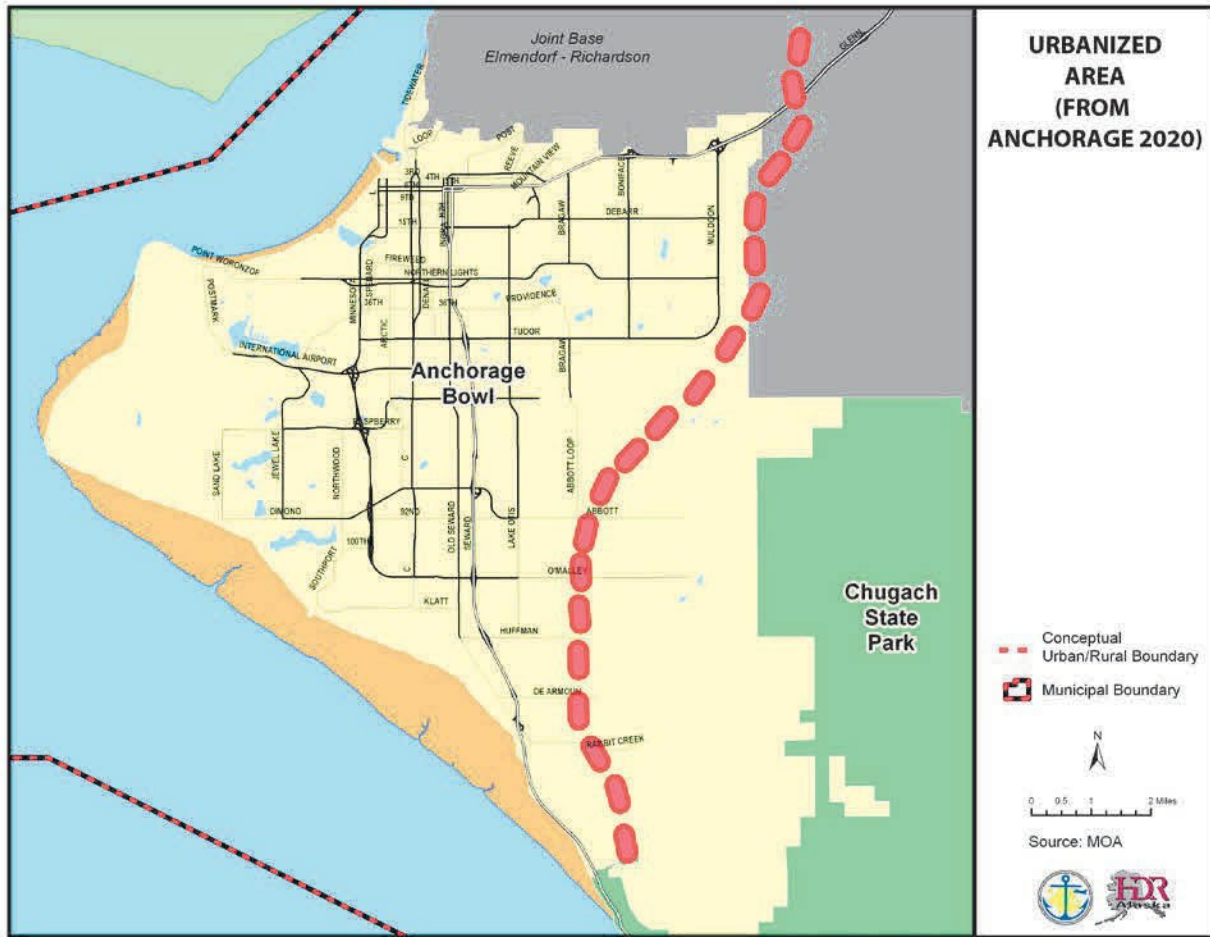 URBANIZED
AREA
(FROM
ANCHORAGE 2020)
Joint Base
Elmendorf - Richardson
GLENN
TIDEWATER
LOOP
POST
REEVE
MOUNTAIN VIEW
3RD
4TH
9TH
L
15TH
BONIFACE
BRAGAW
DEBARR
MULDOON
POINT WORONZOF
POSTMARK
FIREWEED
NORTHERN LIGHTS
MINNESOTA
SPENARD
DENALI
36TH
36TH
PROVIDENCE
ARCTIC
TUDOR
BRAGAW
INTERNATIONAL AIRPORT
Anchorage
Bowl
RASPBERRY
SAND LAKE
JEWEL LAKE
NORTHWOOD
C
ABBOTT LOOP
DIMOND
92ND
ABBOTT
OLD SEWARD
SEWARD
LAKE OTIS
100TH
SOUTHPORT
C
O'MALLEY
KLATT
HUFFMAN
DE ARMOUN
RABBIT CREEK
Chugach
State
Park
Conceptual
Urban/Rural Boundary
Municipal Boundary
N
0 0.5 1 2 Miles
Source: MOA
HDR
Alaska